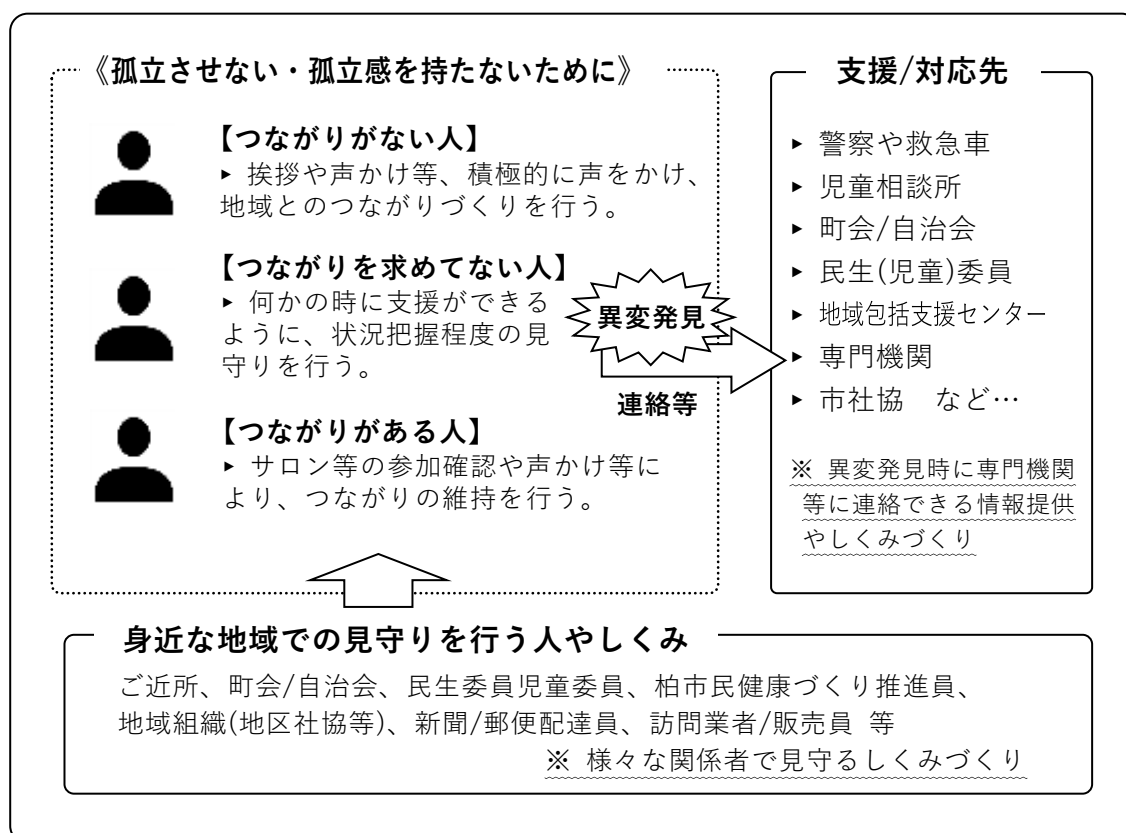 《孤立させない・孤立感を持たないために》
【つながりがない人】
▸ 挨拶や声かけ等、積極的に声をかけ、
地域とのつながりづくりを行う。
【つながりを求めてない人】
▸ 何かの時に支援ができる
ように、状況把握程度の見
守りを行う。
【つながりがある人】
▸ サロン等の参加確認や声かけ等に
より、つながりの維持を行う。
異変発見
連絡等
支援/対応先
▸ 警察や救急車
▸ 児童相談所
▸ 町会/自治会
▸ 民生(児童)委員
▸ 地域包括支援センター
▸ 専門機関
▸ 市社協　など…
※ 異変発見時に専門機関
等に連絡できる情報提供
やしくみづくり
身近な地域での見守りを行う人やしくみ
ご近所、町会/自治会、民生委員児童委員、柏市民健康づくり推進員、
地域組織(地区社協等)、新聞/郵便配達員、訪問業者/販売員 等
※ 様々な関係者で見守るしくみづくり